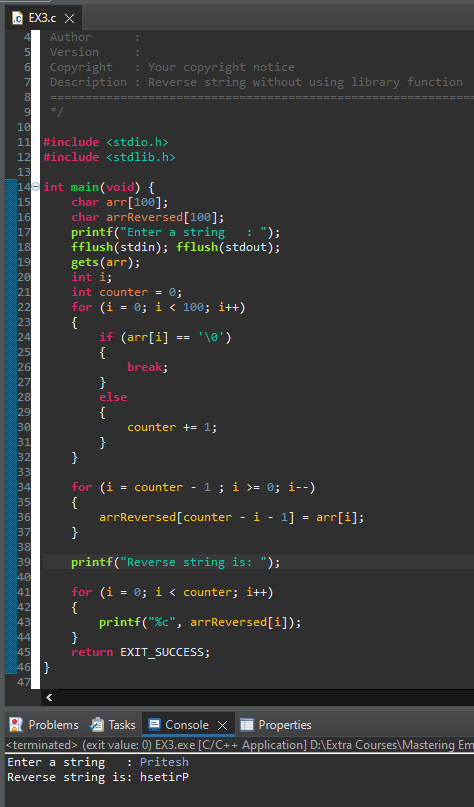 EX3.c
4 Author      :
5 Version     :
6 Copyright   : Your copyright notice
7 Description : Reverse string without using library function
8 ============================================================
9 */
10
11 #include <stdio.h>
12 #include <stdlib.h>
13
14 int main(void) {
15     char arr[100];
16     char arrReversed[100];
17     printf("Enter a string   : ");
18     fflush(stdin); fflush(stdout);
19     gets(arr);
20     int i;
21     int counter = 0;
22     for (i = 0; i < 100; i++)
23     {
24         if (arr[i] == '\0')
25         {
26             break;
27         }
28         else
29         {
30             counter += 1;
31         }
32     }
33
34     for (i = counter - 1 ; i >= 0; i--)
35     {
36         arrReversed[counter - i - 1] = arr[i];
37     }
38
39     printf("Reverse string is: ");
40
41     for (i = 0; i < counter; i++)
42     {
43         printf("%c", arrReversed[i]);
44     }
45     return EXIT_SUCCESS;
46 }
47
Problems Tasks Console Properties
<terminated> (exit value: 0) EX3.exe [C/C++ Application] D:\Extra Courses\Mastering Em
Enter a string   : Pritesh
Reverse string is: hsetirP